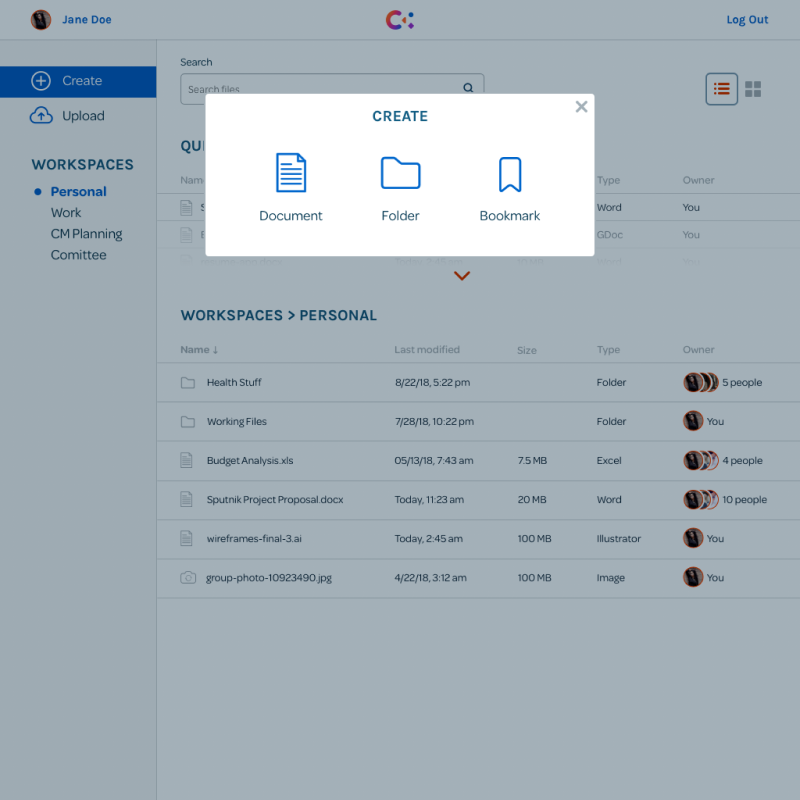 Jane Doe
Log Out
Create
Upload
WORKSPACES
Personal
Work
CM Planning
Comittee
Search
Search files
CREATE
Document Folder Bookmark
Type Owner
Word You
GDoc You
WORKSPACES > PERSONAL
Name ↓ Last modified Size Type Owner
Health Stuff 8/22/18, 5:22 pm Folder 5 people
Working Files 7/28/18, 10:22 pm Folder You
Budget Analysis.xls 05/13/18, 7:43 am 7.5 MB Excel 4 people
Sputnik Project Proposal.docx Today, 11:23 am 20 MB Word 10 people
wireframes-final-3.ai Today, 2:45 am 100 MB Illustrator You
group-photo-10923490.jpg 4/22/18, 3:12 am 100 MB Image You